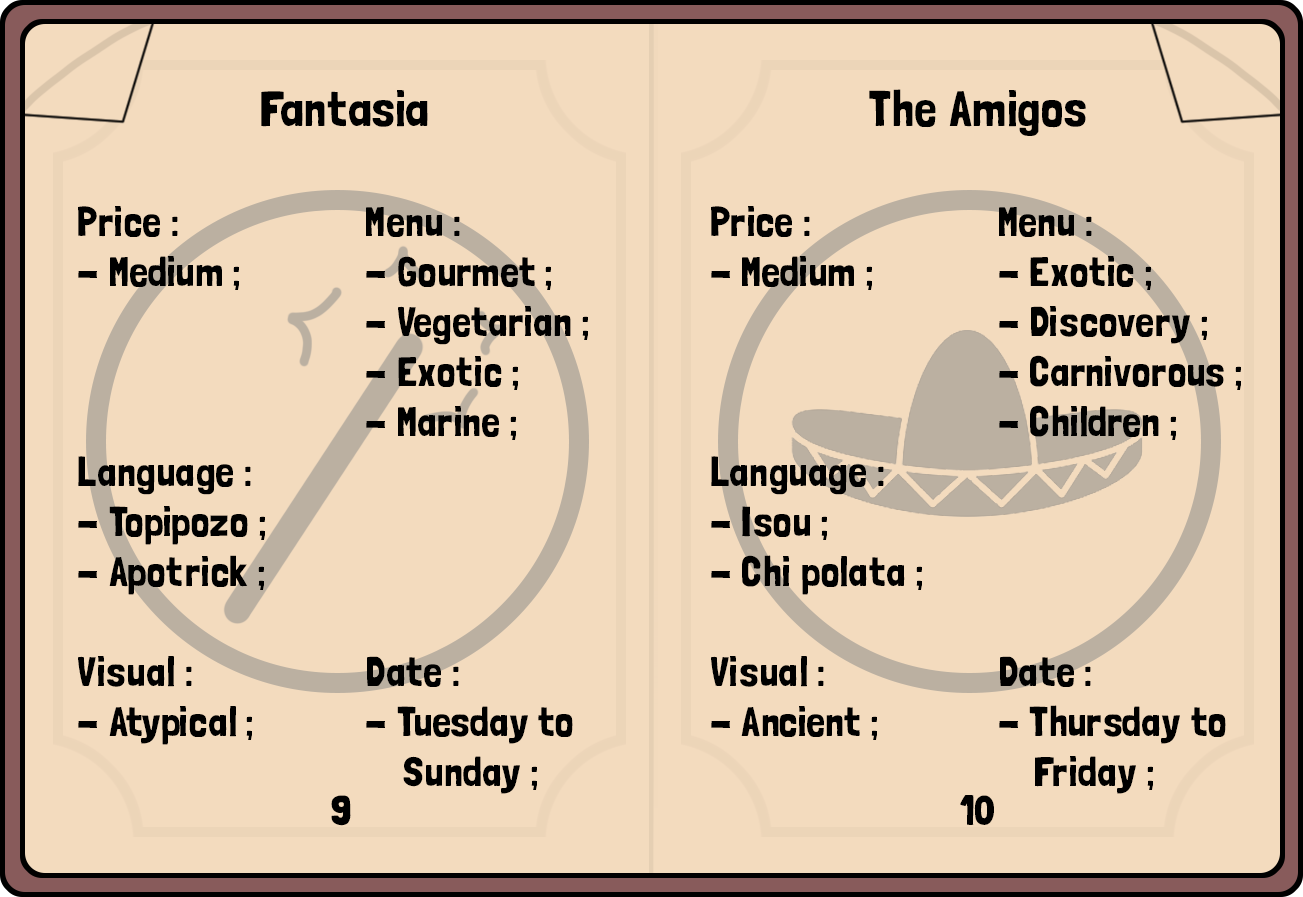 Fantasia
Price :
- Medium ;
Menu :
- Gourmet ;
- Vegetarian ;
- Exotic ;
- Marine ;
Language :
- Topipozo ;
- Apotrick ;
Visual :
- Atypical ;
Date :
- Tuesday to
Sunday ;
9
The Amigos
Price :
- Medium ;
Menu :
- Exotic ;
- Discovery ;
- Carnivorous ;
- Children ;
Language :
- Isou ;
- Chi polata ;
Visual :
- Ancient ;
Date :
- Thursday to
Friday ;
10